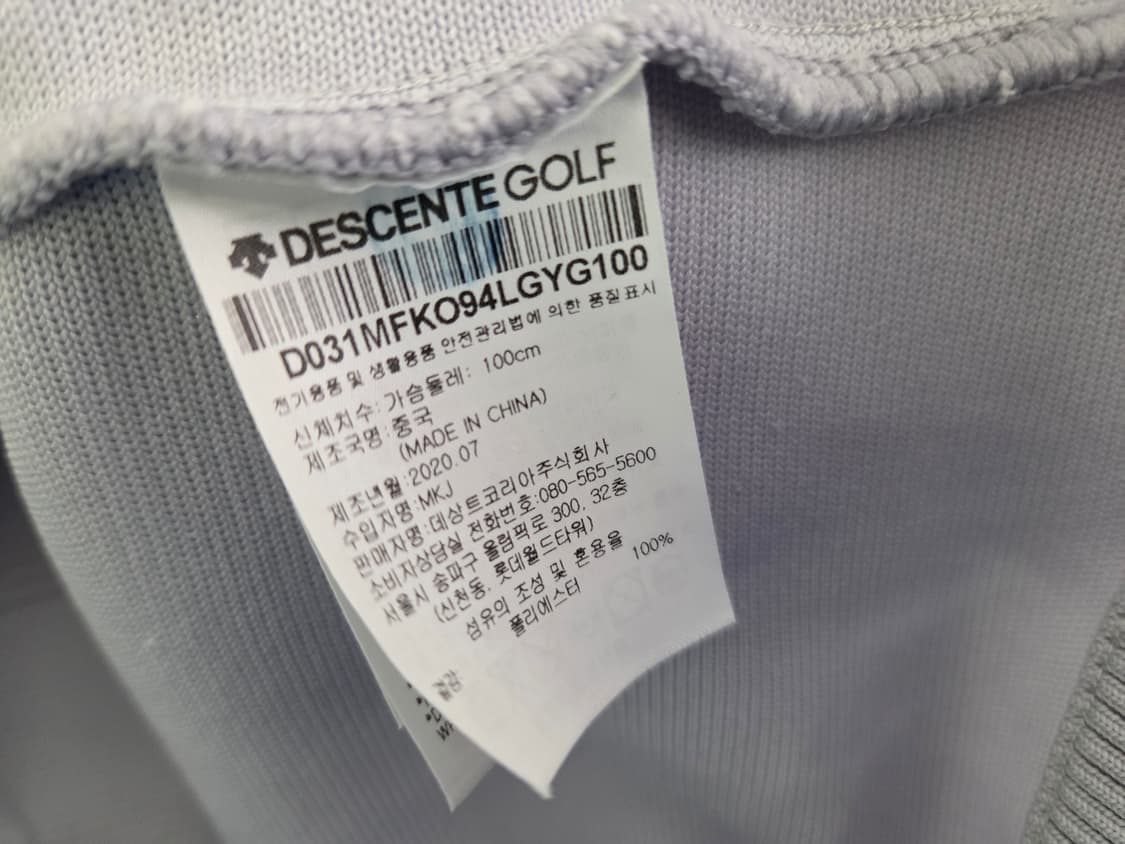 DESCENTE GOLF
D031MFKO94LGYG100
전기용품 및 생활용품 안전관리법에 의한 품질표시
신체치수: 가슴둘레: 100cm
제조국명: 중국
(MADE IN CHINA)
제조년월:2020.07
수입자명:MKJ
판매자명:데상트코리아주식회사
소비자상담실 전화번호:080-565-5600
서울시 송파구 올림픽로 300, 32층
(신천동, 롯데월드타워)
섬유의 조성 및 혼용율
폴리에스터 100%